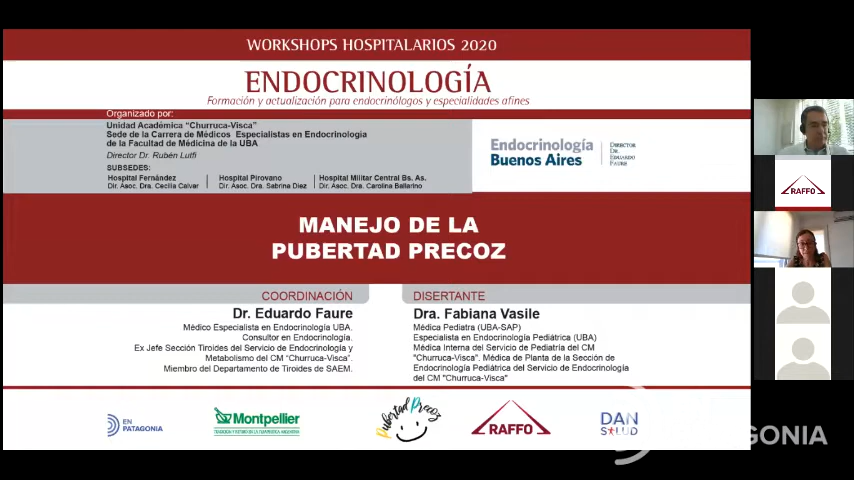 WORKSHOPS HOSPITALARIOS 2020
ENDOCRINOLOGÍA
Formación y actualización para endocrinólogos y especialidades afines
Organizado por:
Unidad Académica "Churruca-Visca"
Sede de la Carrera de Médicos Especialistas en Endocrinología
de la Facultad de Médicina de la UBA
Director Dr. Rubén Lutfi
SUBSEDES:
Hospital Fernández
Dir. Asoc. Dra. Cecilia Calvar
Hospital Pirovano
Dir. Asoc. Dra. Sabrina Diez
Hospital Militar Central Bs. As.
Dir. Asoc. Dra. Carolina Ballarino
Endocrinología
Buenos Aires
DIRECTOR
DR.
EDUARDO
FAURE
MANEJO DE LA
PUBERTAD PRECOZ
COORDINACIÓN
Dr. Eduardo Faure
Médico Especialista en Endocrinología UBA.
Consultor en Endocrinología.
Ex Jefe Sección Tiroides del Servicio de Endocrinología y
Metabolismo del CM "Churruca-Visca".
Miembro del Departamento de Tiroides de SAEM.
DISERTANTE
Dra. Fabiana Vasile
Médica Pediatra (UBA-SAP)
Especialista en Endocrinología Pediátrica (UBA)
Médica Interna del Servicio de Pediatría del CM
"Churruca-Visca". Médica de Planta de la Sección de
Endocrinología Pediátrica del Servicio de Endocrinología
del CM "Churruca-Visca"
EN
PATAGONIA
Montpellier
Pubertad Precoz
RAFFO
DAN
SALUD
GONIA
RAFFO